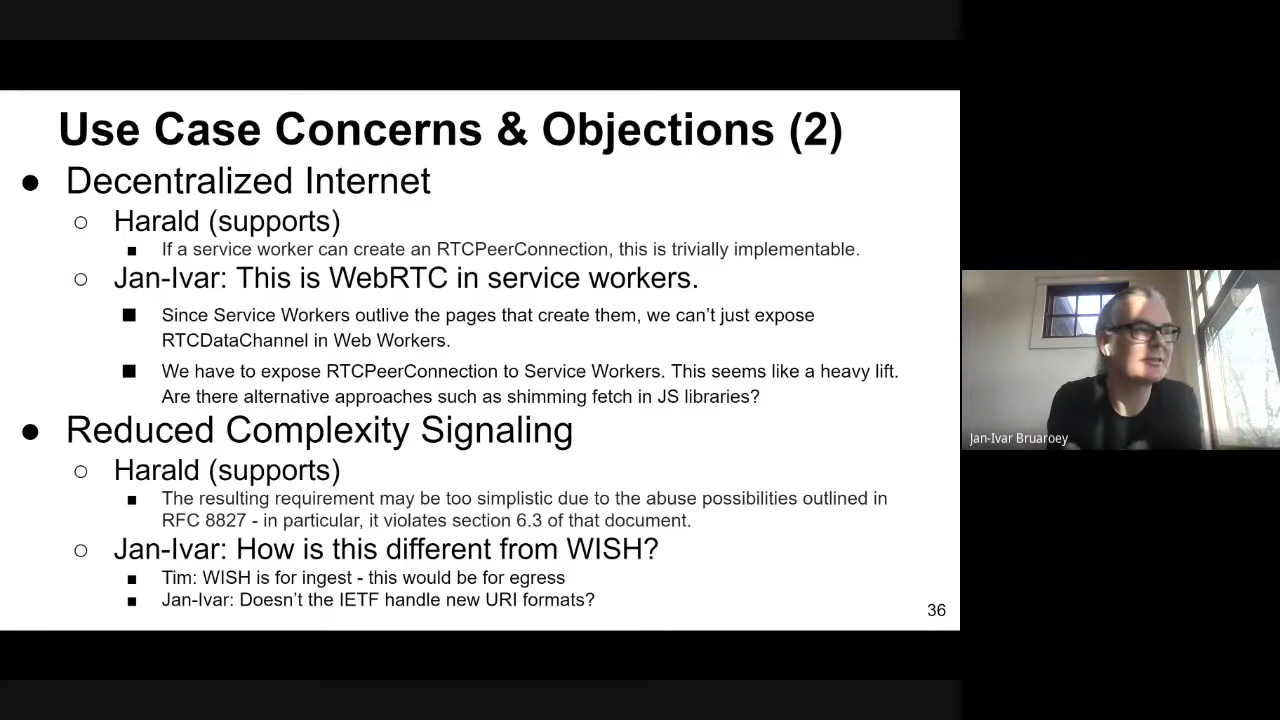 Use Case Concerns & Objections (2)
● Decentralized Internet
○ Harald (supports)
■ If a service worker can create an RTCPeerConnection, this is trivially implementable.
○ Jan-Ivar: This is WebRTC in service workers.
■ Since Service Workers outlive the pages that create them, we can’t just expose
RTCDataChannel in Web Workers.
■ We have to expose RTCPeerConnection to Service Workers. This seems like a heavy lift.
Are there alternative approaches such as shimming fetch in JS libraries?
● Reduced Complexity Signaling
○ Harald (supports)
■ The resulting requirement may be too simplistic due to the abuse possibilities outlined in
RFC 8827 - in particular, it violates section 6.3 of that document.
○ Jan-Ivar: How is this different from WISH?
■ Tim: WISH is for ingest - this would be for egress
■ Jan-Ivar: Doesn’t the IETF handle new URI formats?
36
Jan-Ivar Bruaroey